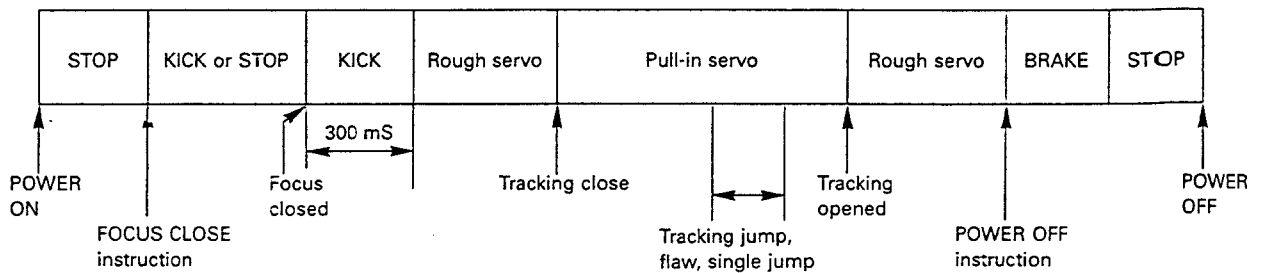 STOP
KICK or STOP
KICK
Rough servo
Pull-in servo
Rough servo
BRAKE
STOP
300 mS
POWER
ON
Focus
closed
Tracking close
Tracking
opened
POWER
OFF
FOCUS CLOSE
instruction
Tracking jump,
flaw, single jump
POWER OFF
instruction